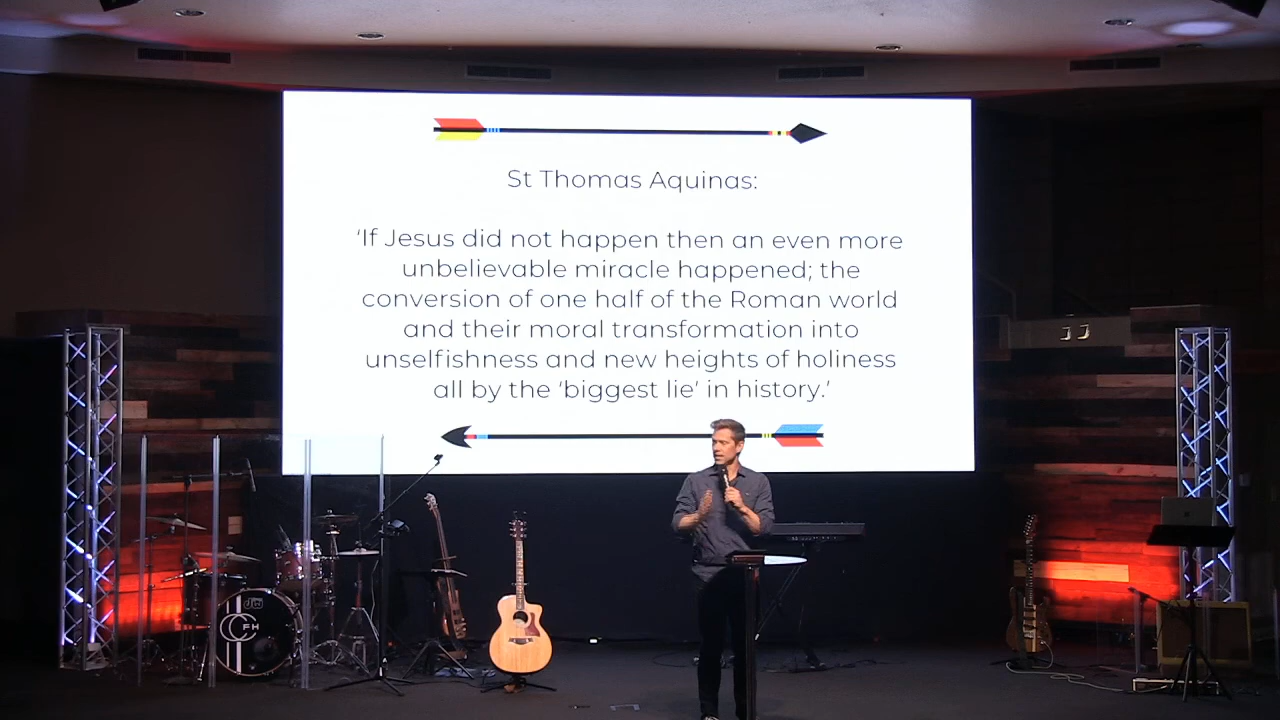 St Thomas Aquinas:
‘If Jesus did not happen then an even more
unbelievable miracle happened; the
conversion of one half of the Roman world
and their moral transformation into
unselfishness and new heights of holiness
all by the ‘biggest lie’ in history.’
CC FH